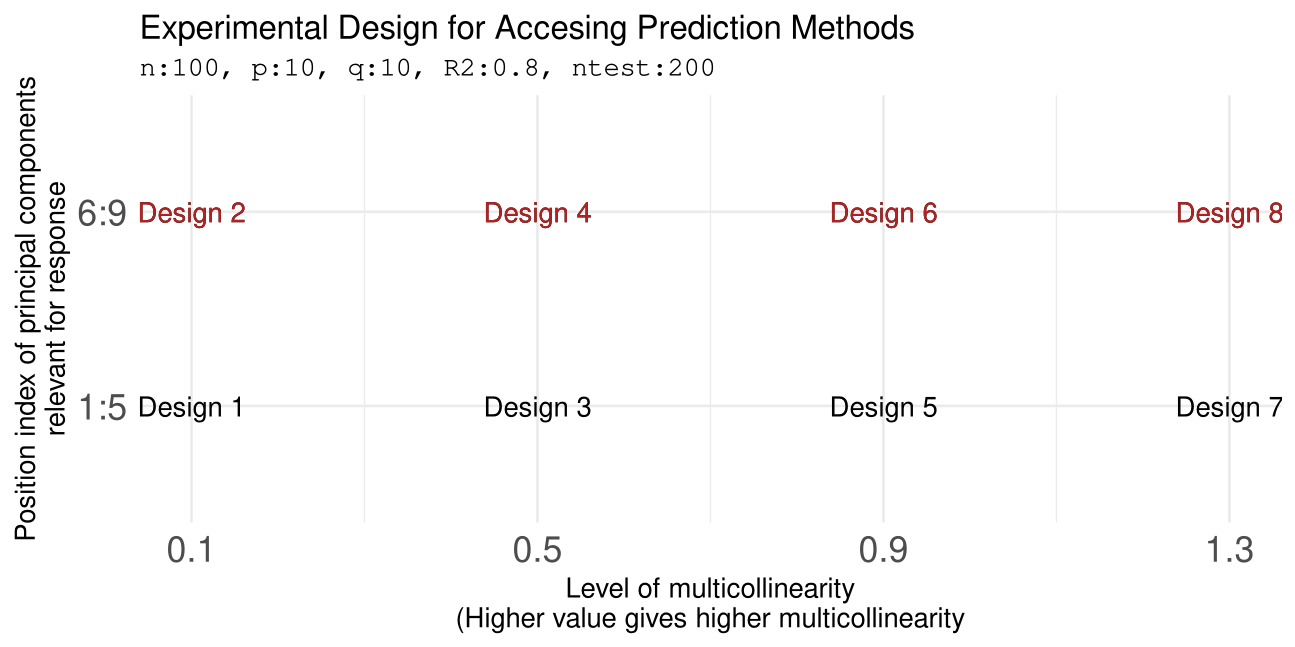 Experimental Design for Accesing Prediction Methods
n:100, p:10, q:10, R2:0.8, ntest:200
Position index of principal components
relevant for response
6:9
Design 2
Design 4
Design 6
Design 8
1:5
Design 1
Design 3
Design 5
Design 7
0.1
0.5
0.9
1.3
Level of multicollinearity
(Higher value gives higher multicollinearity